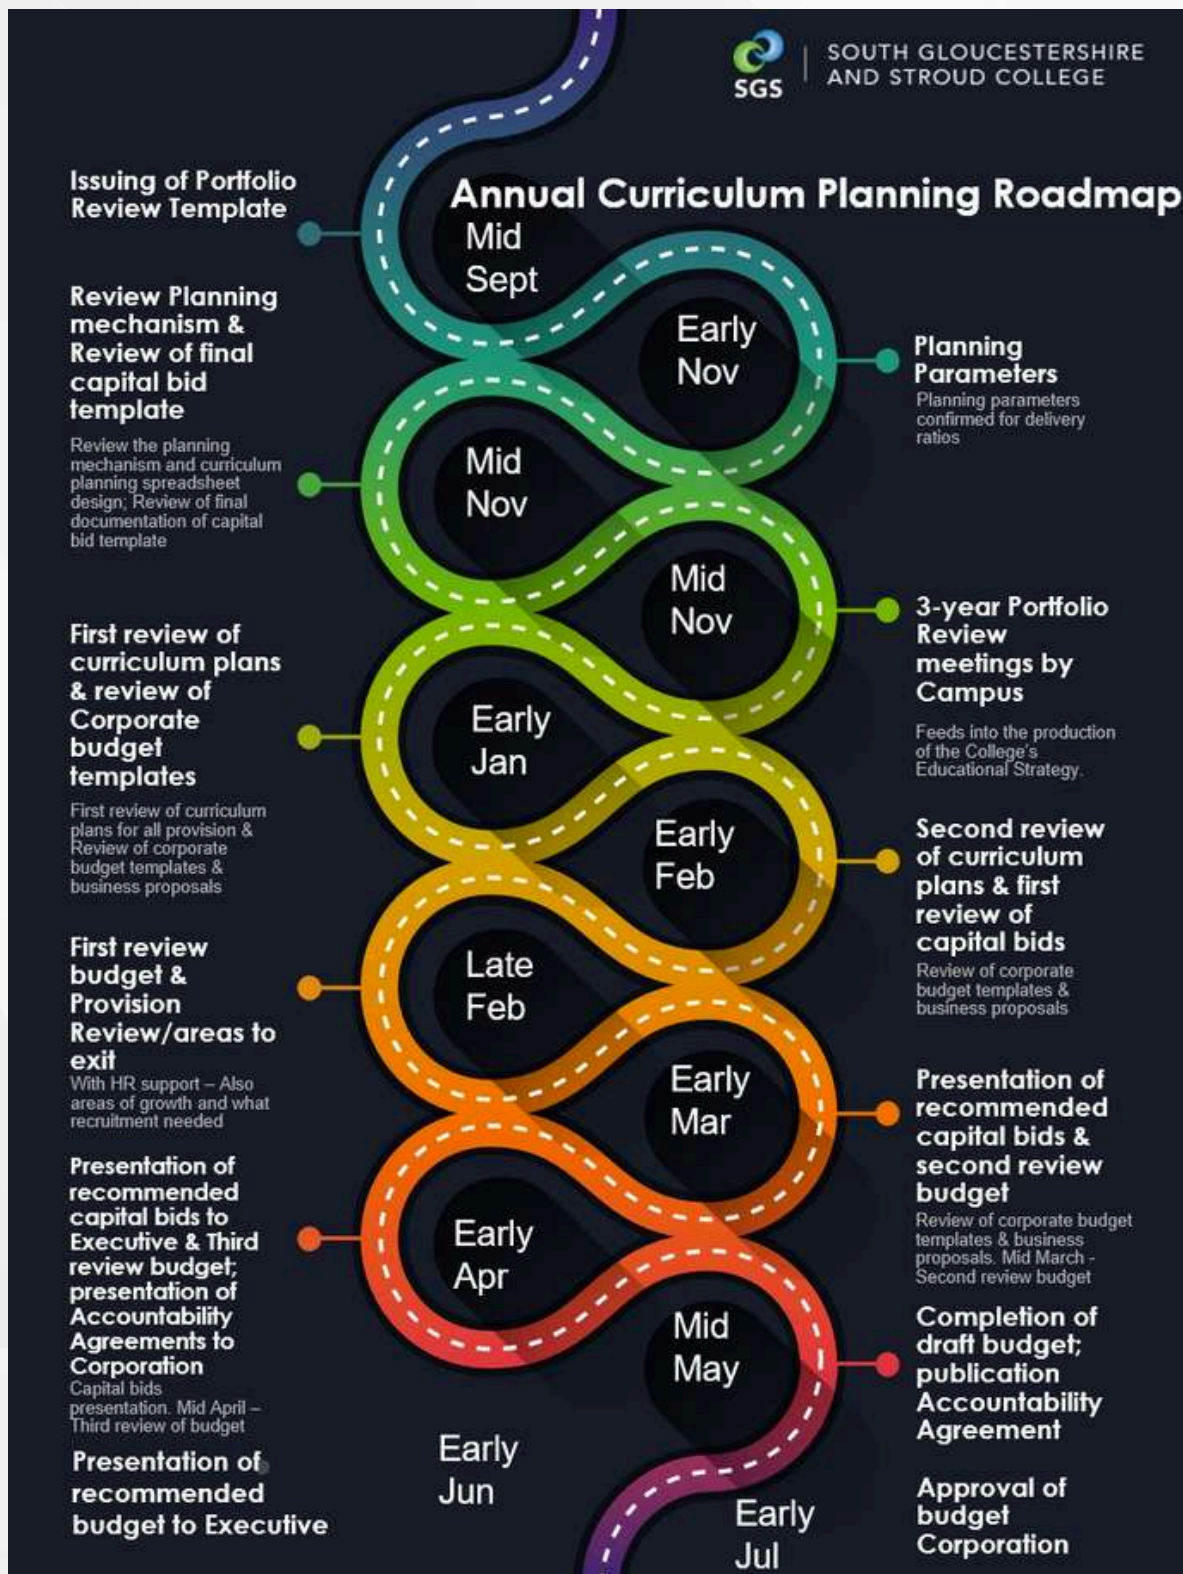 SOUTH GLOUCESTERSHIRE
AND STROUD COLLEGE
SGS
Annual Curriculum Planning Roadmap
Issuing of Portfolio
Review Template
Mid
Sept
Early
Nov
Planning
Parameters
Planning parameters
confirmed for delivery
ratios
Review Planning
mechanism &
Review of final
capital bid
template
Review the planning
mechanism and curriculum
planning spreadsheet
design; Review of final
documentation of capital
bid template
Mid
Nov
Mid
Nov
3-year Portfolio
Review
meetings by
Campus
Feeds into the production
of the College's
Educational Strategy.
First review of
curriculum plans
& review of
Corporate
budget
templates
First review of curriculum
plans for all provision &
Review of corporate
budget templates &
business proposals
Early
Jan
Early
Feb
Second review
of curriculum
plans & first
review of
capital bids
Review of corporate
budget templates &
business proposals
First review
budget &
Provision
Review/areas to
exit
With HR support – Also
areas of growth and what
recruitment needed
Late
Feb
Early
Mar
Presentation of
recommended
capital bids &
second review
budget
Review of corporate budget
templates & business
proposals. Mid March -
Second review budget
Presentation of
recommended
capital bids to
Executive & Third
review budget;
presentation of
Accountability
Agreements to
Corporation
Capital bids
presentation. Mid April –
Third review of budget
Early
Apr
Mid
May
Completion of
draft budget;
publication
Accountability
Agreement
Presentation of
recommended
budget to Executive
Early
Jun
Early
Jul
Approval of
budget
Corporation